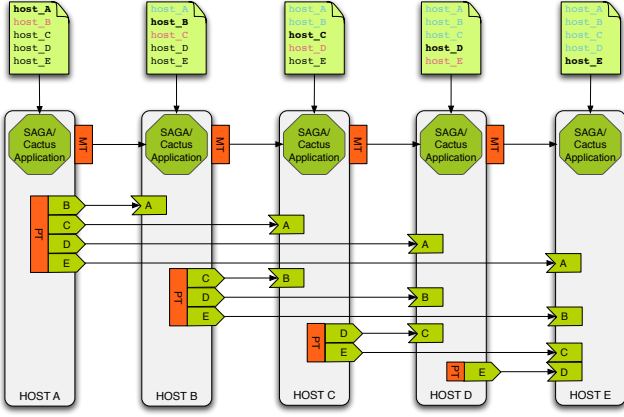 host_A
host_B
host_C
host_D
host_E
host_A
host_B
host_C
host_D
host_E
host_A
host_B
host_C
host_D
host_E
host_A
host_B
host_C
host_D
host_E
host_A
host_B
host_C
host_D
host_E
SAGA/
Cactus
Application
MT
SAGA/
Cactus
Application
MT
SAGA/
Cactus
Application
MT
SAGA/
Cactus
Application
MT
SAGA/
Cactus
Application
PT
B
C
D
E
A
A
A
A
PT
C
D
E
B
B
B
PT
D
E
C
C
PT
E
D
HOST A
HOST B
HOST C
HOST D
HOST E